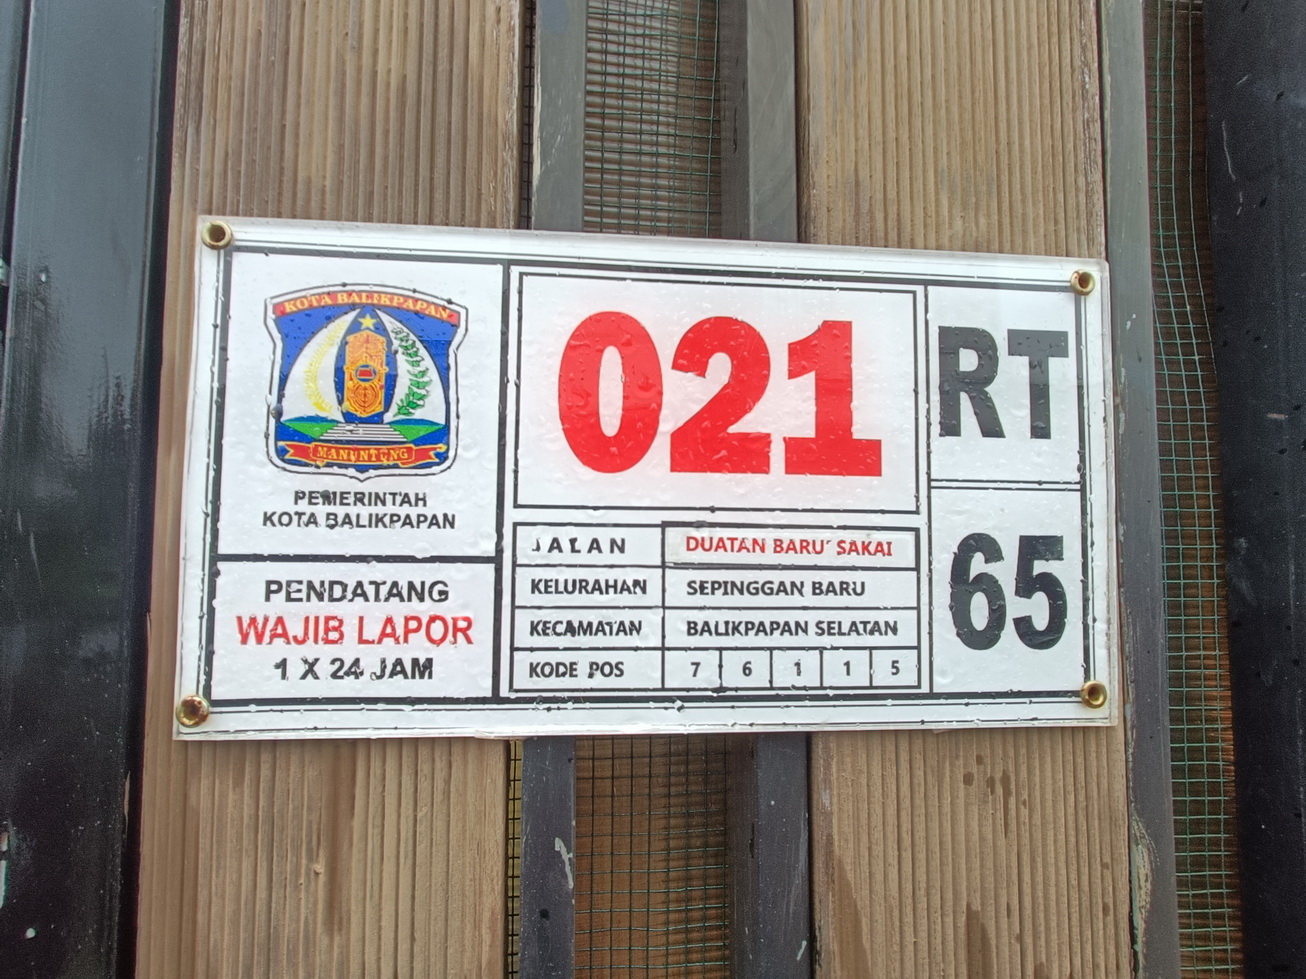 KOTA BALIKPAPAN
MANUNTUNG
PEMERINTAH
KOTA BALIKPAPAN
PENDATANG
WAJIB LAPOR
1 X 24 JAM
021
JALAN DUATAN BARU SAKAI
KELURAHAN SEPINGGAN BARU
KECAMATAN BALIKPAPAN SELATAN
KODE POS 7 6 1 1 5
RT
65